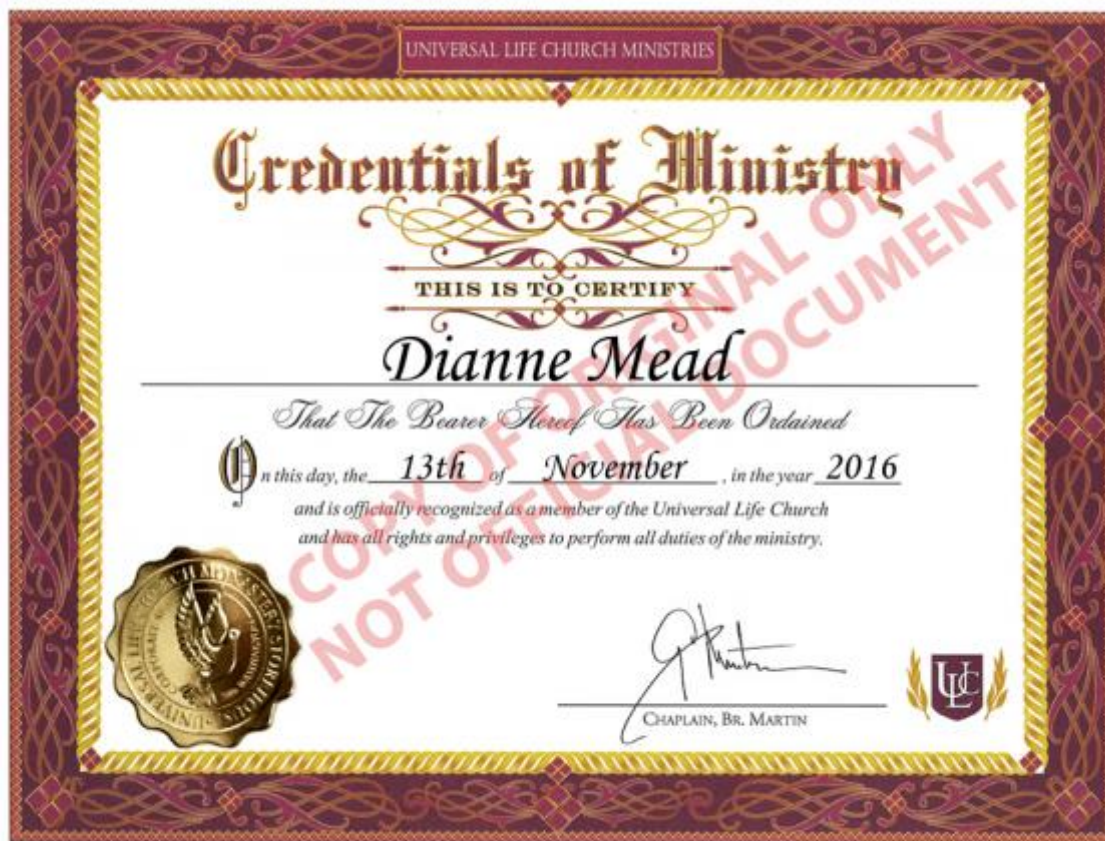 UNIVERSAL LIFE CHURCH MINISTRIES
Credentials of Ministry
THIS IS TO CERTIFY
Dianne Mead
That The Bearer Hereof Has Been Ordained
On this day, the 13th of November, in the year 2016
and is officially recognized as a member of the Universal Life Church
and has all rights and privileges to perform all duties of the ministry.
COPY OF ORIGINAL ONLY
NOT OFFICIAL DOCUMENT
CHAPLAIN, BR. MARTIN
ULC